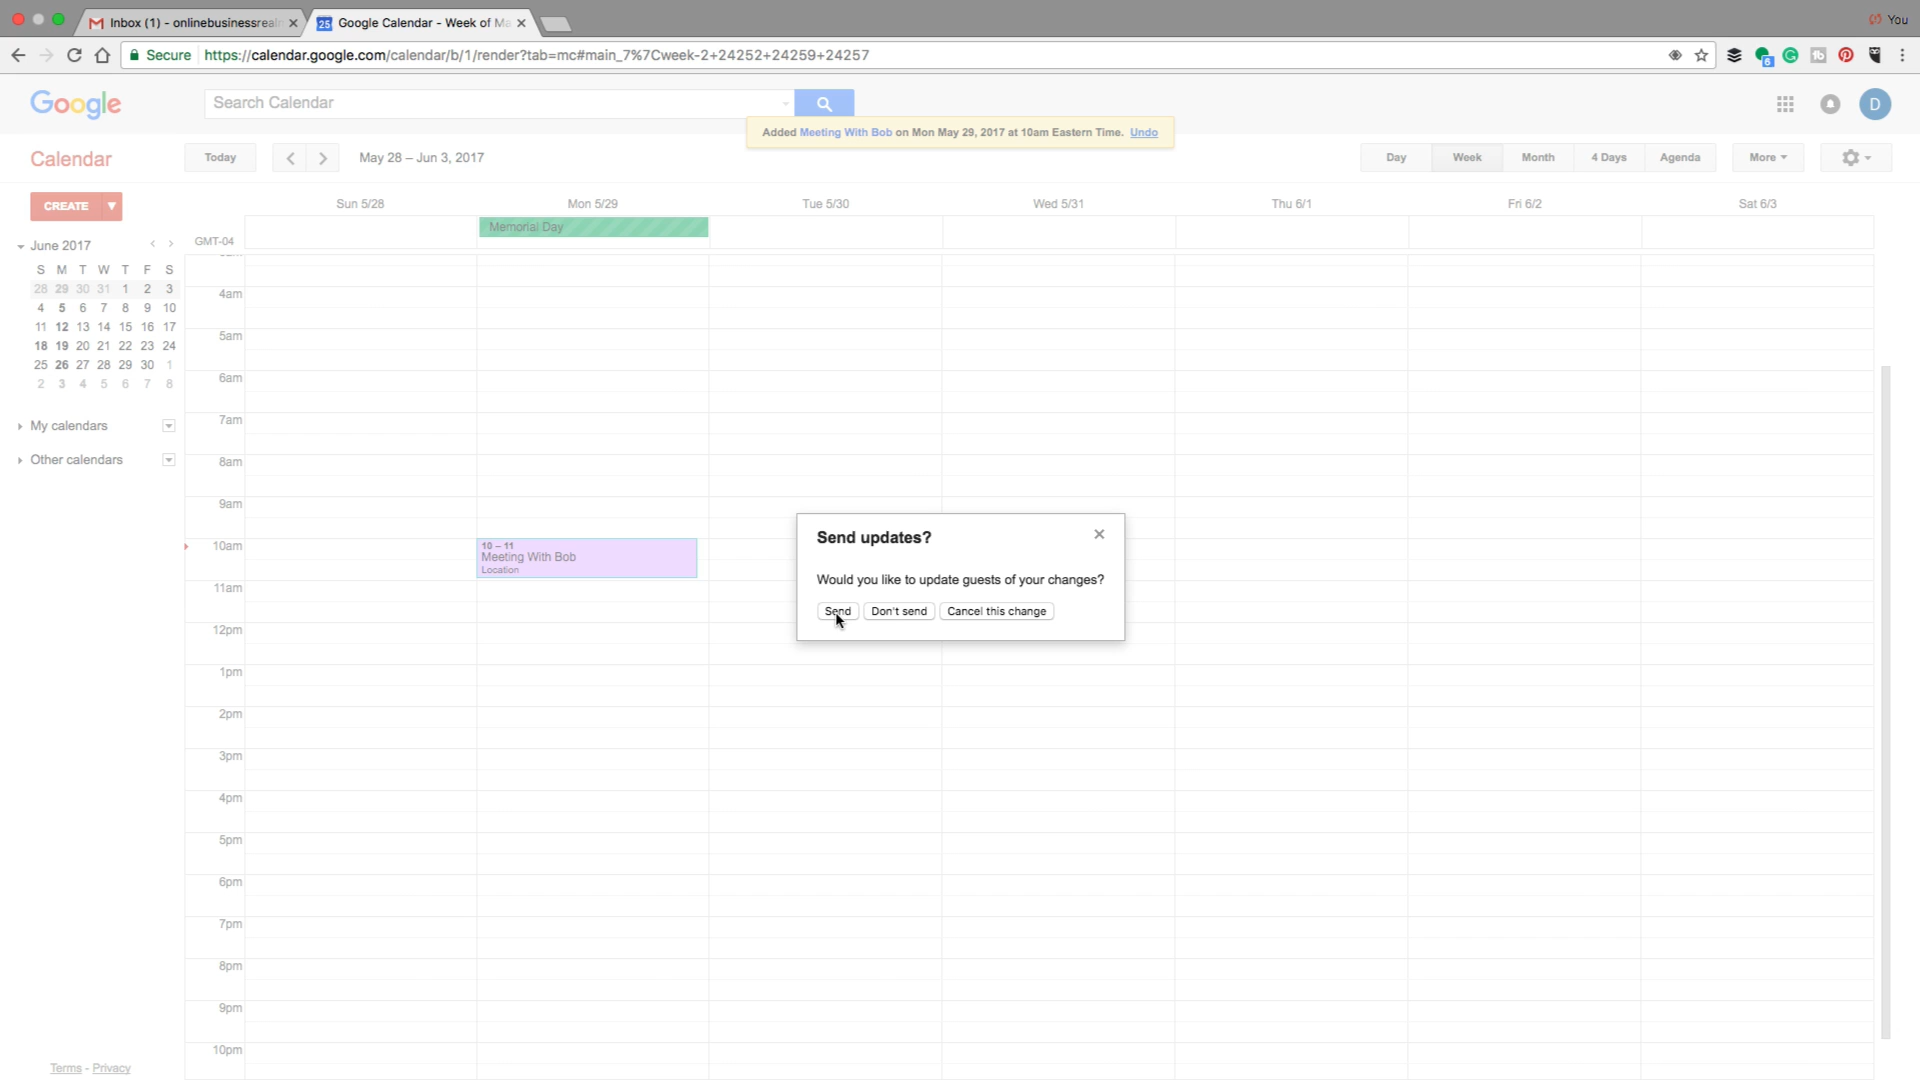 Inbox (1) - onlinebusinessreal
Google Calendar - Week of Ma
You
Secure
https://calendar.google.com/calendar/b/1/render?tab=mc#main_7%7Cweek-2+24252+24259+24257
Google
Search Calendar
D
Added Meeting With Bob on Mon May 29, 2017 at 10am Eastern Time. Undo
Calendar
Today
May 28 – Jun 3, 2017
Day
Week
Month
4 Days
Agenda
More
CREATE
June 2017
S M T W T F S
28 29 30 31 1 2 3
4 5 6 7 8 9 10
11 12 13 14 15 16 17
18 19 20 21 22 23 24
25 26 27 28 29 30 1
2 3 4 5 6 7 8
My calendars
Other calendars
Sun 5/28
Mon 5/29
Tue 5/30
Wed 5/31
Thu 6/1
Fri 6/2
Sat 6/3
GMT-04
Memorial Day
4am
5am
6am
7am
8am
9am
10am
10 – 11
Meeting With Bob
Location
11am
12pm
1pm
2pm
3pm
4pm
5pm
6pm
7pm
8pm
9pm
10pm
Send updates?
Would you like to update guests of your changes?
Send
Don't send
Cancel this change
Terms - Privacy